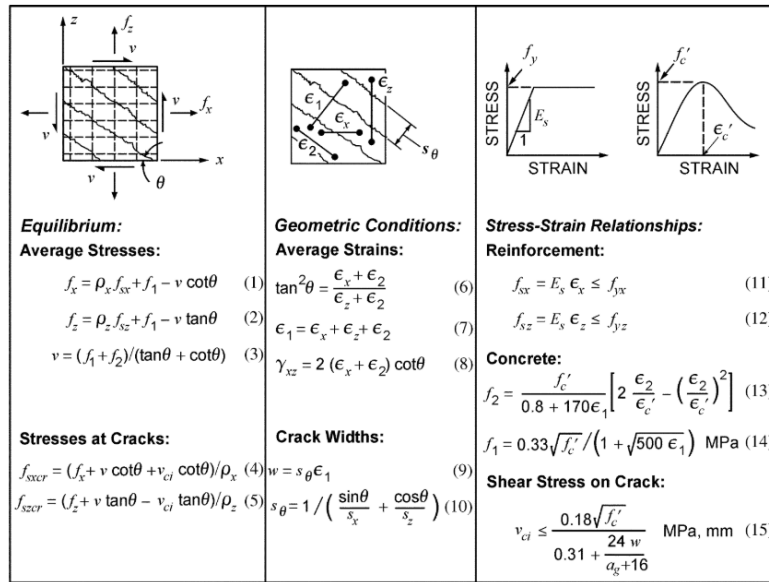 z
f_z
v
v
v
f_x
x
v
θ
ϵ_1
ϵ_z
ϵ_x
ϵ_2
s_θ
f_y
STRESS
E_s
1
STRAIN
f_c′
STRESS
ϵ_c′
STRAIN
Equilibrium:
Average Stresses:
f_x = ρ_x f_sx + f_1 – v cotθ (1)
f_z = ρ_z f_sz + f_1 – v tanθ (2)
v = (f_1 + f_2)/(tanθ + cotθ) (3)
Stresses at Cracks:
f_sxcr = (f_x + v cotθ + v_ci cotθ)/ρ_x (4)
f_szcr = (f_z + v tanθ – v_ci tanθ)/ρ_z (5)
Geometric Conditions:
Average Strains:
tan²θ = (ϵ_x + ϵ_2)/(ϵ_z + ϵ_2) (6)
ϵ_1 = ϵ_x + ϵ_z + ϵ_2 (7)
γ_xz = 2 (ϵ_x + ϵ_2) cotθ (8)
Crack Widths:
w = s_θ ϵ_1 (9)
s_θ = 1 / (sinθ/s_x + cosθ/s_z) (10)
Stress-Strain Relationships:
Reinforcement:
f_sx = E_s ϵ_x ≤ f_yx (11)
f_sz = E_s ϵ_z ≤ f_yz (12)
Concrete:
f_2 = f_c′/(0.8 + 170ϵ_1) [2 ϵ_2/ϵ_c′ – (ϵ_2/ϵ_c′)²] (13)
f_1 = 0.33√f_c′ / (1 + √500 ϵ_1) MPa (14)
Shear Stress on Crack:
v_ci ≤ 0.18√f_c′ / (0.31 + 24 w/(a_g+16)) MPa, mm (15)